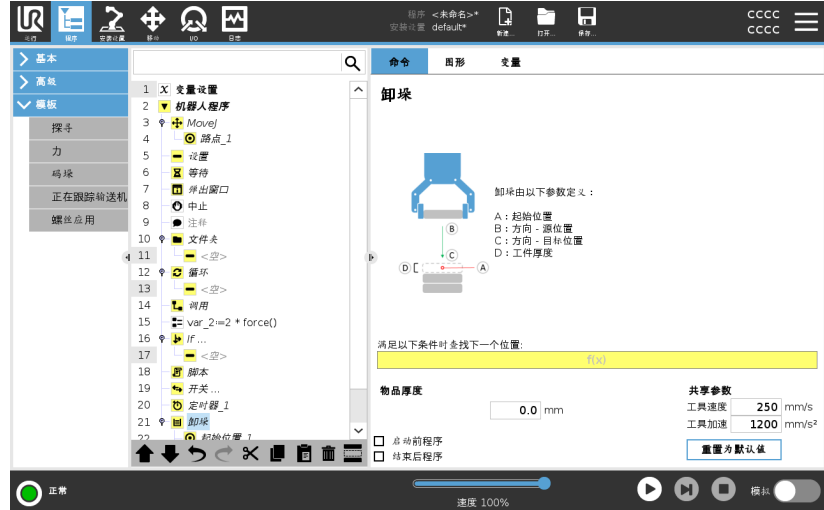 运行 程序 安装设置 移动 I/O 日志
程序 <未命名>*
安装设置 default*
新建... 打开... 保存...
cccc
cccc
基本
高级
模板
探寻
力
码垛
正在跟踪输送机
螺丝应用
1 X 变量设置
2 机器人程序
3 MoveJ
4 路点_1
5 设置
6 等待
7 弹出窗口
8 中止
9 注释
10 文件夹
11 <空>
12 循环
13 <空>
14 调用
15 var_2:=2 * force()
16 If ...
17 <空>
18 脚本
19 开关 ...
20 定时器_1
21 卸垛
22 起始位置_1
命令 图形 变量
卸垛
B
C
D
A
卸垛由以下参数定义：
A：起始位置
B：方向 - 源位置
C：方向 - 目标位置
D：工件厚度
满足以下条件时查找下一个位置:
f(x)
物品厚度
0.0 mm
启动前程序
结束后程序
共享参数
工具速度 250 mm/s
工具加速 1200 mm/s²
重置为默认值
正常
速度 100%
模拟